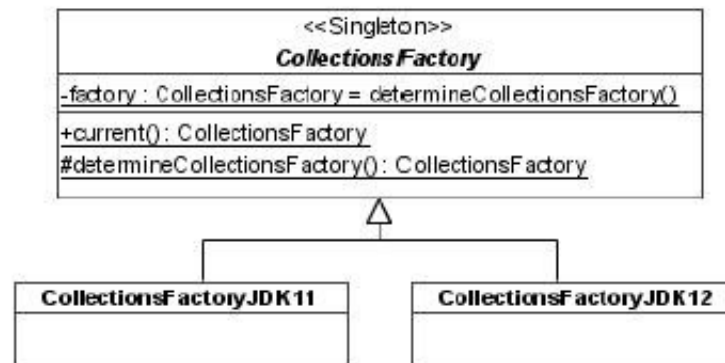 <<Singleton>>
CollectionsFactory
-factory : CollectionsFactory = determineCollectionsFactory()
+current() : CollectionsFactory
#determineCollectionsFactory() : CollectionsFactory
CollectionsFactoryJDK11
CollectionsFactoryJDK12